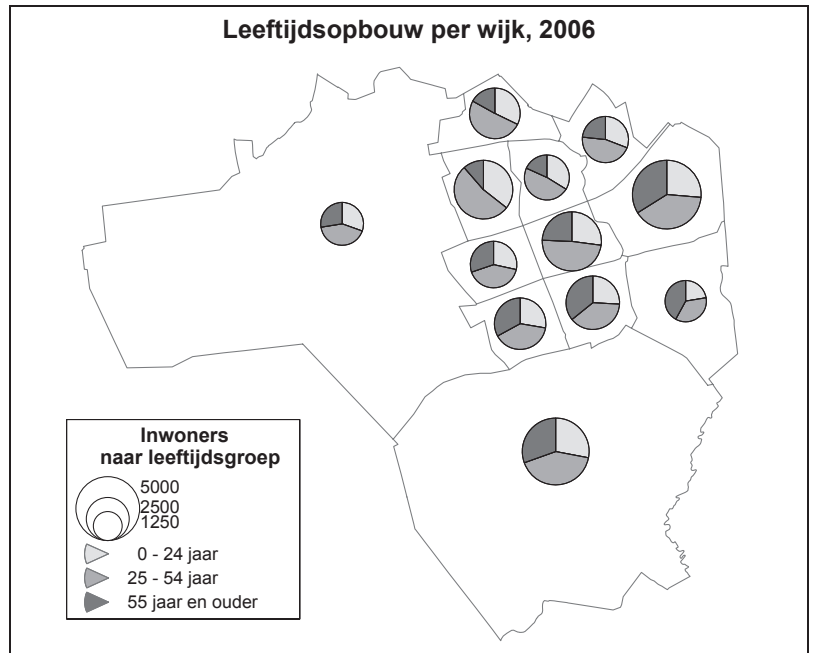 Leeftijdsopbouw per wijk, 2006
Inwoners
naar leeftijdsgroep
5000
2500
1250
0 - 24 jaar
25 - 54 jaar
55 jaar en ouder